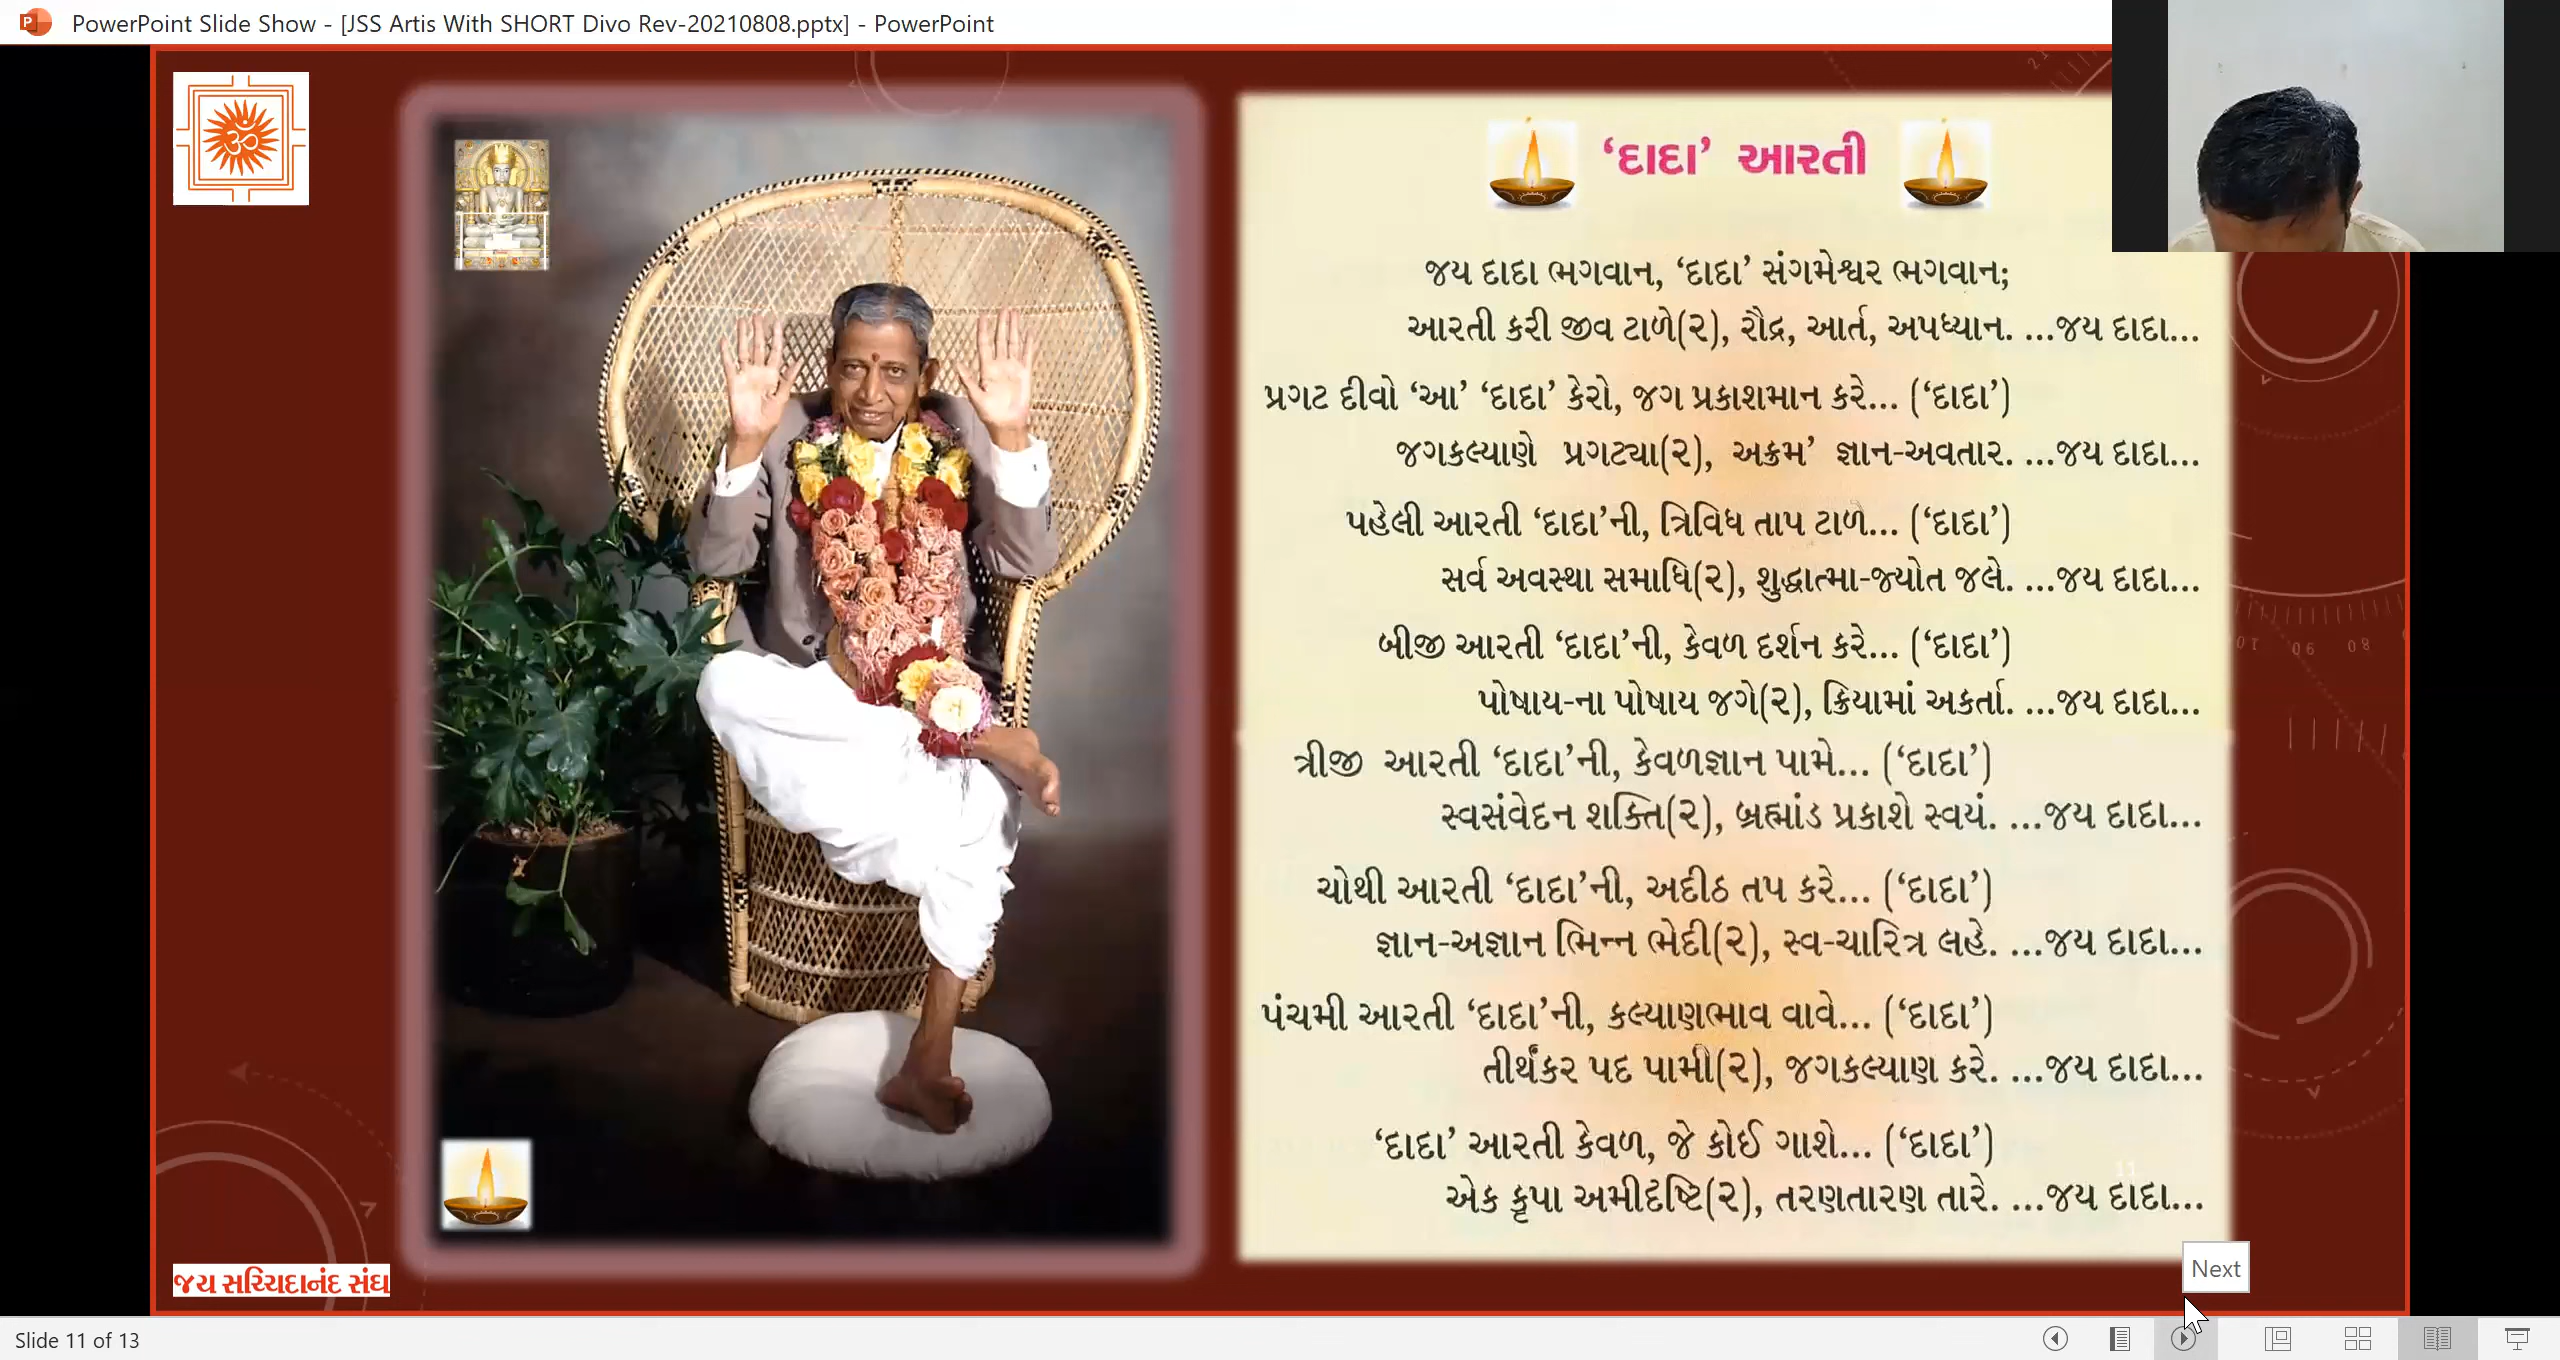 PowerPoint Slide Show - [JSS Artis With SHORT Divo Rev-20210808.pptx] - PowerPoint
‘દાદા’ આરતી
જય દાદા ભગવાન, ‘દાદા’ સંગમેશ્વર ભગવાન;
આરતી કરી જીવ ટાળે(૨), રૌદ્ર, આર્ત, અપધ્યાન. ...જય દાદા...
પ્રગટ દીવો ‘આ’ ‘દાદા’ કેરો, જગ પ્રકાશમાન કરે... (‘દાદા’)
જગકલ્યાણે પ્રગટ્યા(૨), અક્રમ’ જ્ઞાન-અવતાર. ...જય દાદા...
પહેલી આરતી ‘દાદા’ની, ત્રિવિધ તાપ ટાળે... (‘દાદા’)
સર્વ અવસ્થા સમાધિ(૨), શુદ્ધાત્મા-જ્યોત જલે. ...જય દાદા...
બીજી આરતી ‘દાદા’ની, કેવળ દર્શન કરે... (‘દાદા’)
પોષાય-ના પોષાય જગે(૨), ક્રિયામાં અકર્તા. ...જય દાદા...
ત્રીજી આરતી ‘દાદા’ની, કેવળજ્ઞાન પામે... (‘દાદા’)
સ્વસંવેદન શક્તિ(૨), બ્રહ્માંડ પ્રકાશે સ્વયં. ...જય દાદા...
ચોથી આરતી ‘દાદા’ની, અદીઠ તપ કરે... (‘દાદા’)
જ્ઞાન-અજ્ઞાન ભિન્ન ભેદી(૨), સ્વ-ચારિત્ર લહે. ...જય દાદા...
પંચમી આરતી ‘દાદા’ની, કલ્યાણભાવ વાવે... (‘દાદા’)
તીર્થંકર પદ પામી(૨), જગકલ્યાણ કરે. ...જય દાદા...
‘દાદા’ આરતી કેવળ, જે કોઈ ગાશે... (‘દાદા’)
11
એક કૃપા અમીદૃષ્ટિ(૨), તરણતારણ તારે. ...જય દાદા...
જય સચ્ચિદાનંદ સંઘ
Next
Slide 11 of 13